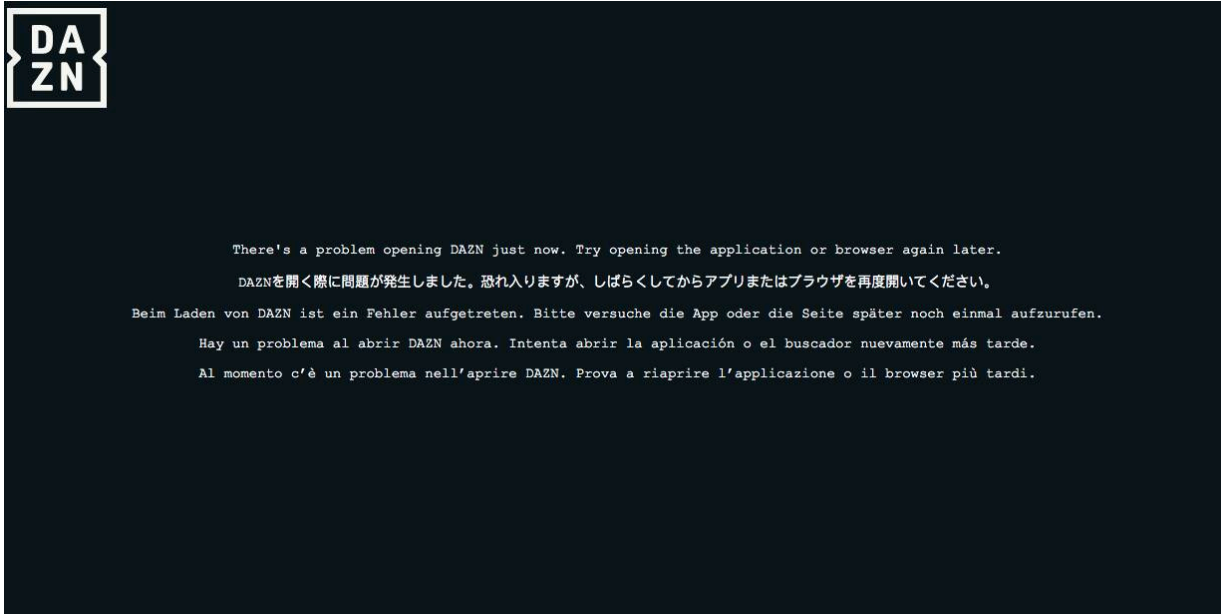 DA
ZN
There's a problem opening DAZN just now. Try opening the application or browser again later.
DAZNを開く際に問題が発生しました。恐れ入りますが、しばらくしてからアプリまたはブラウザを再度開いてください。
Beim Laden von DAZN ist ein Fehler aufgetreten. Bitte versuche die App oder die Seite später noch einmal aufzurufen.
Hay un problema al abrir DAZN ahora. Intenta abrir la aplicación o el buscador nuevamente más tarde.
Al momento c’è un problema nell’aprire DAZN. Prova a riaprire l’applicazione o il browser più tardi.